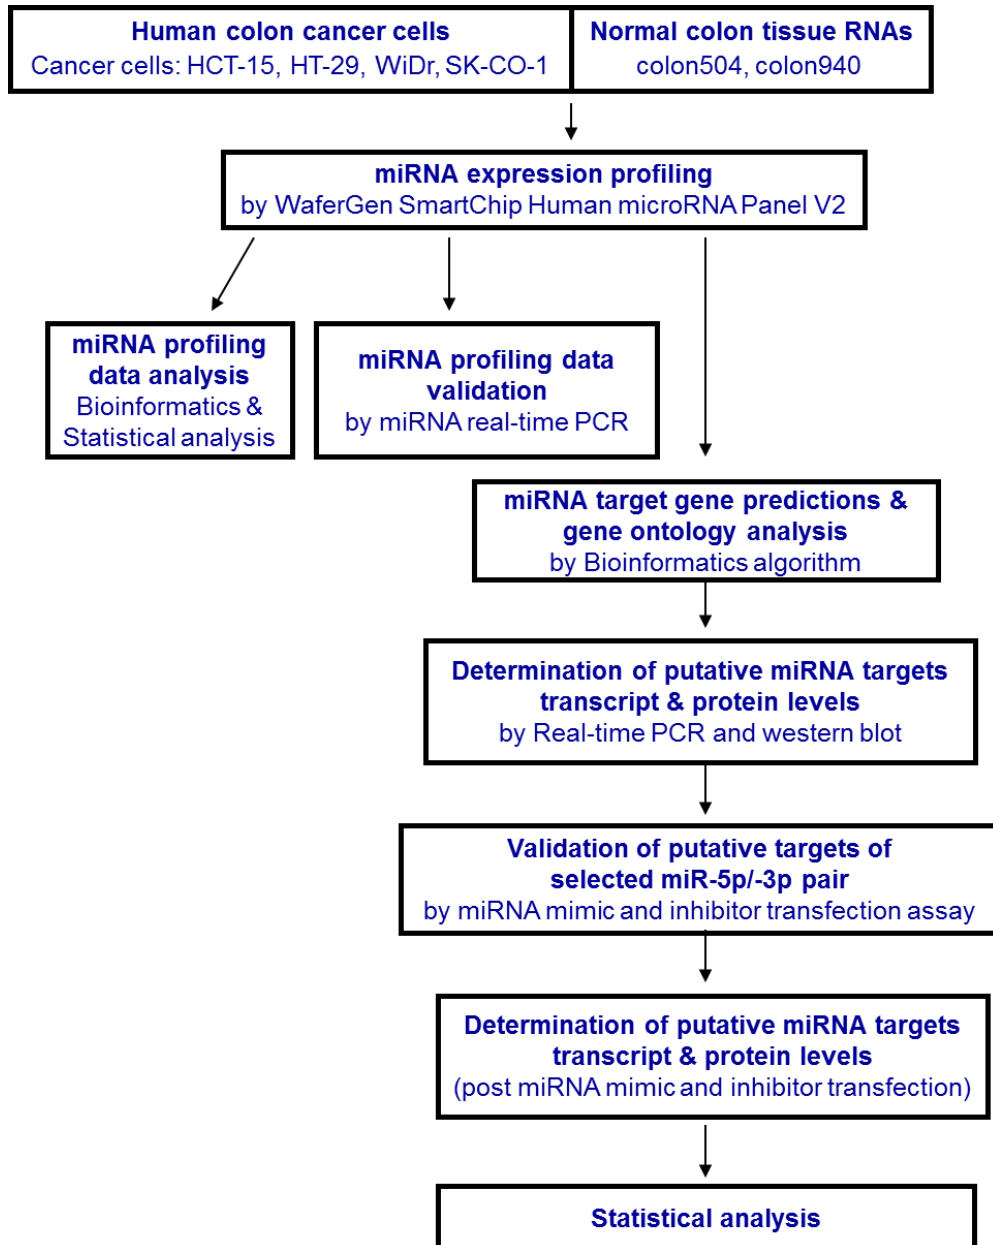 Human colon cancer cells
Cancer cells: HCT-15, HT-29, WiDr, SK-CO-1
Normal colon tissue RNAs
colon504, colon940
miRNA expression profiling
by WaferGen SmartChip Human microRNA Panel V2
miRNA profiling
data analysis
Bioinformatics &
Statistical analysis
miRNA profiling data
validation
by miRNA real-time PCR
miRNA target gene predictions &
gene ontology analysis
by Bioinformatics algorithm
Determination of putative miRNA targets
transcript & protein levels
by Real-time PCR and western blot
Validation of putative targets of
selected miR-5p/-3p pair
by miRNA mimic and inhibitor transfection assay
Determination of putative miRNA targets
transcript & protein levels
(post miRNA mimic and inhibitor transfection)
Statistical analysis